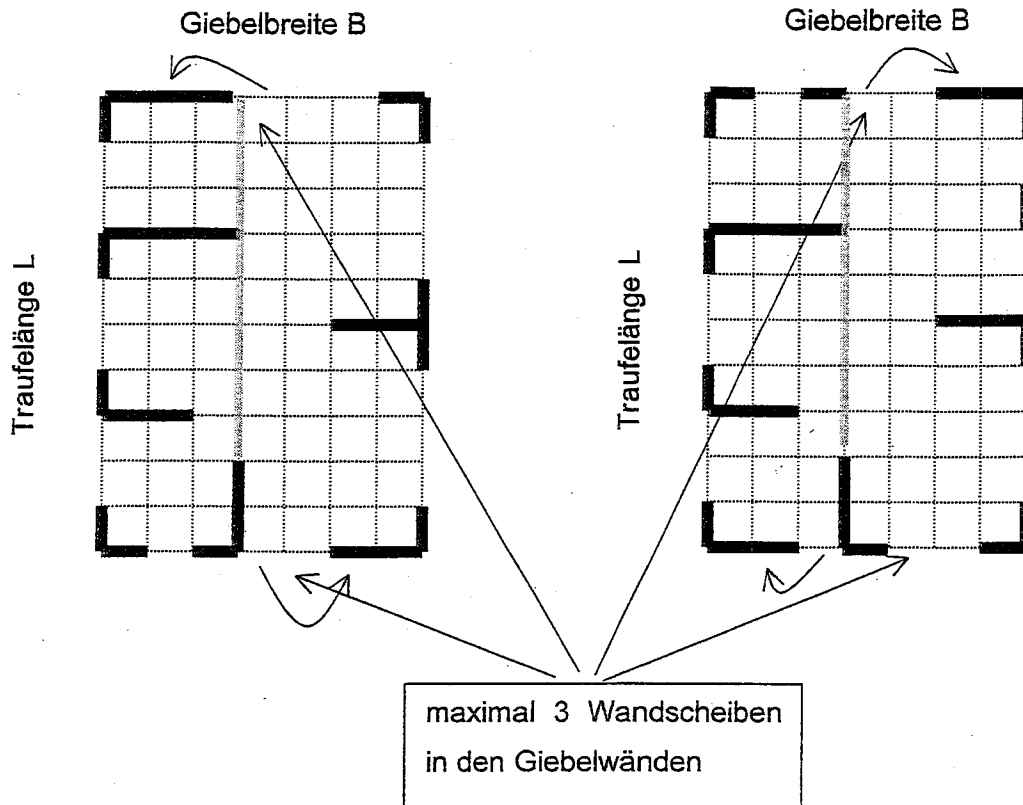 Giebelbreite B
Giebelbreite B
Traufelänge L
Traufelänge L
maximal 3 Wandscheiben
in den Giebelwänden